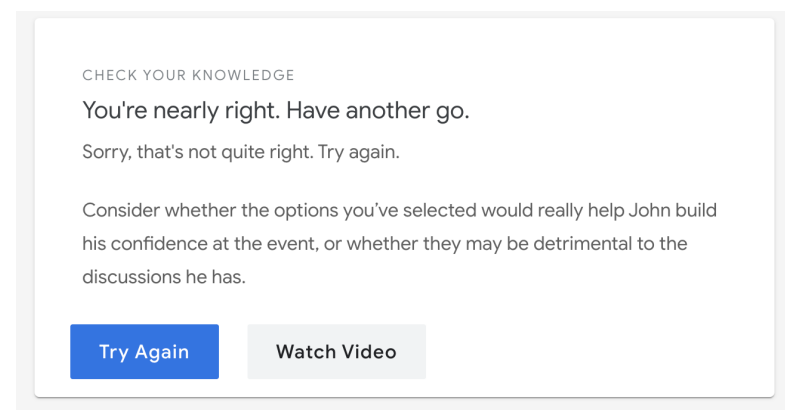 CHECK YOUR KNOWLEDGE
You're nearly right. Have another go.
Sorry, that's not quite right. Try again.
Consider whether the options you’ve selected would really help John build
his confidence at the event, or whether they may be detrimental to the
discussions he has.
Try Again
Watch Video